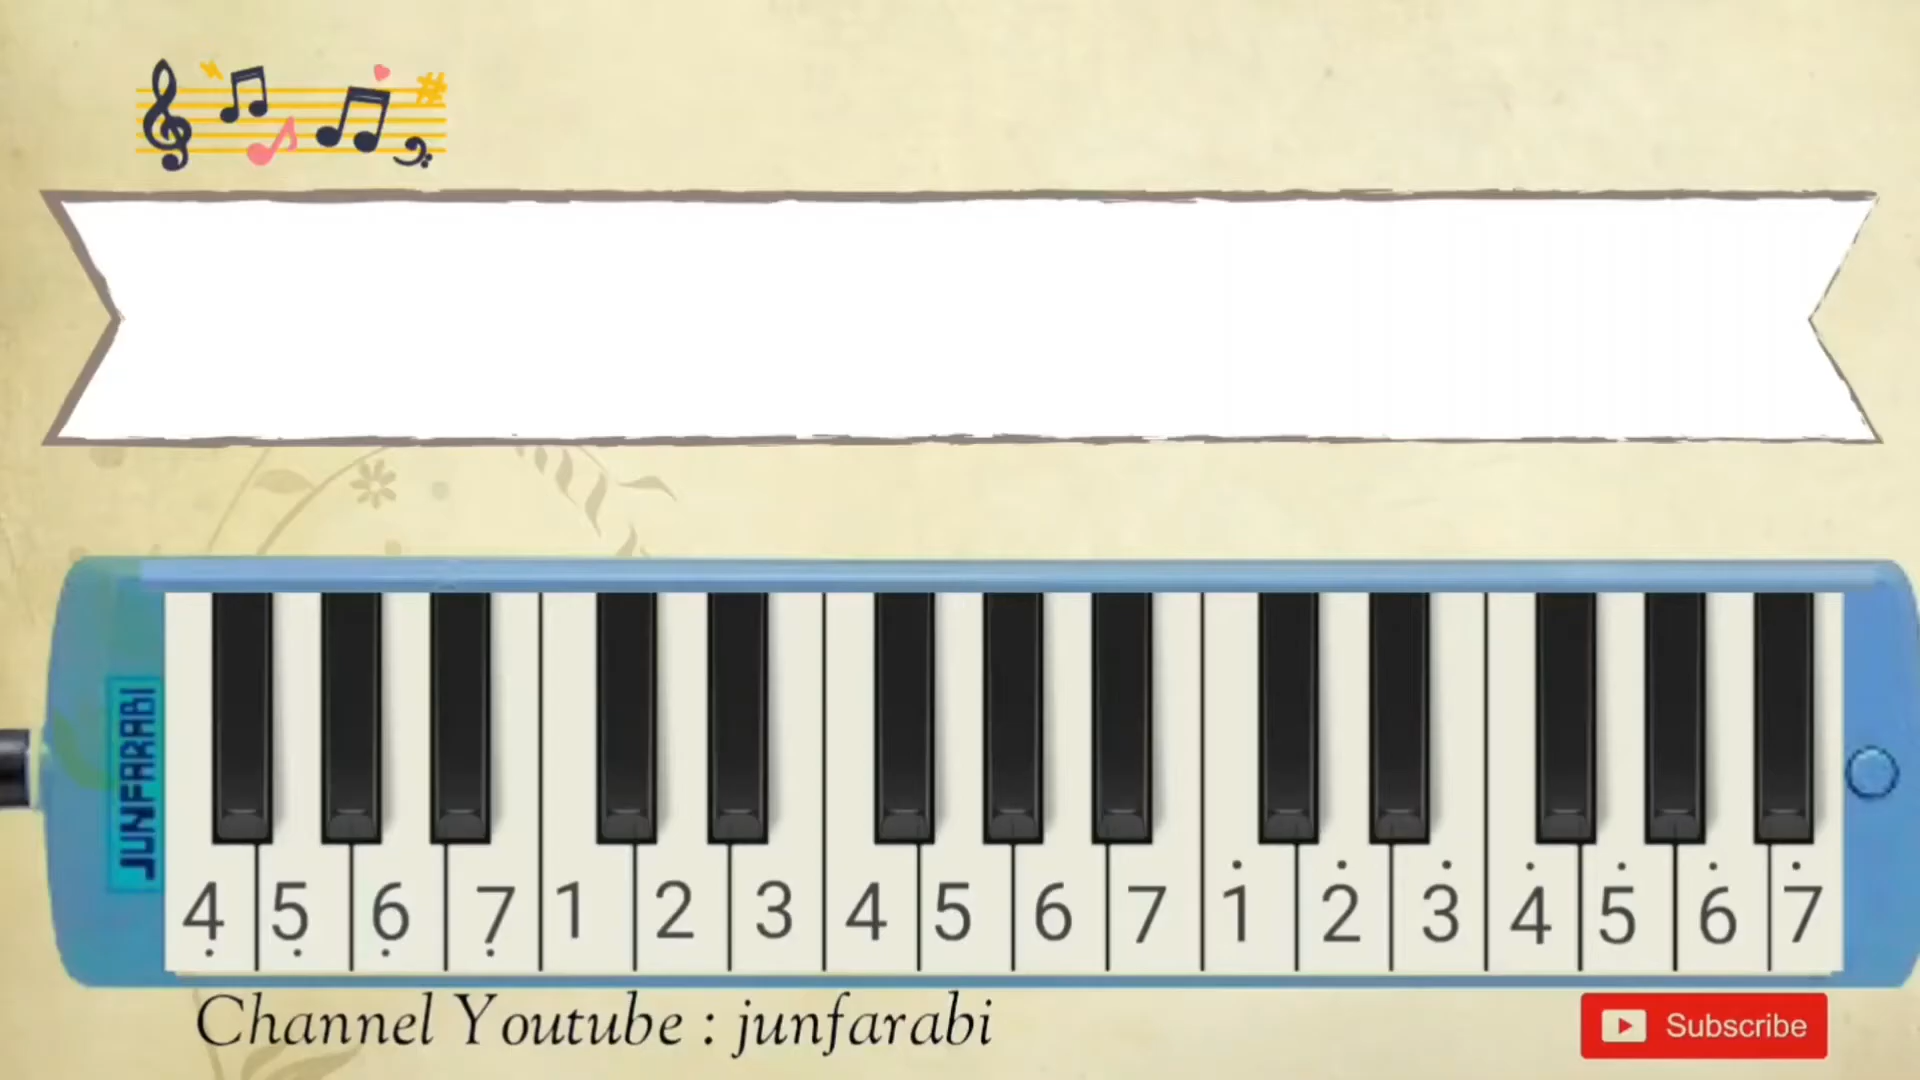 JUNFARABI
4̣ 5̣ 6̣ 7̣ 1 2 3 4 5 6 7 1̇ 2̇ 3̇ 4̇ 5̇ 6̇ 7̇
Channel Youtube : junfarabi
Subscribe